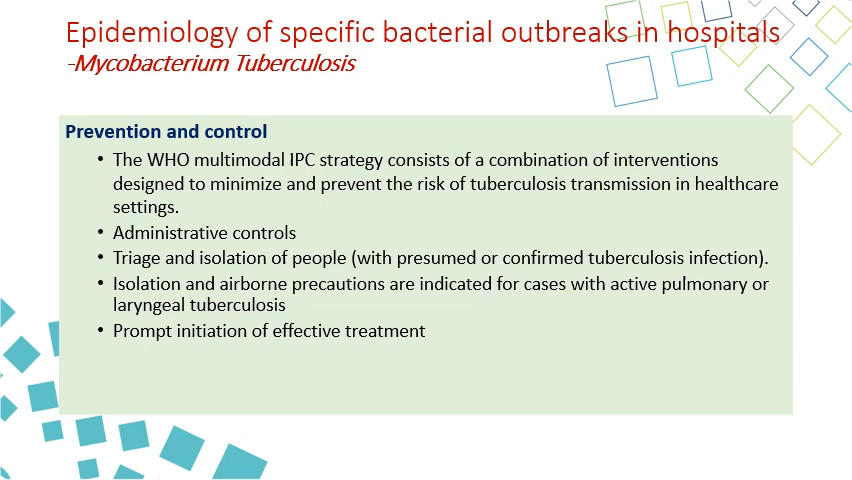 Epidemiology of specific bacterial outbreaks in hospitals
-Mycobacterium Tuberculosis
Prevention and control
• The WHO multimodal IPC strategy consists of a combination of interventions
designed to minimize and prevent the risk of tuberculosis transmission in healthcare
settings.
• Administrative controls
• Triage and isolation of people (with presumed or confirmed tuberculosis infection).
• Isolation and airborne precautions are indicated for cases with active pulmonary or
laryngeal tuberculosis
• Prompt initiation of effective treatment